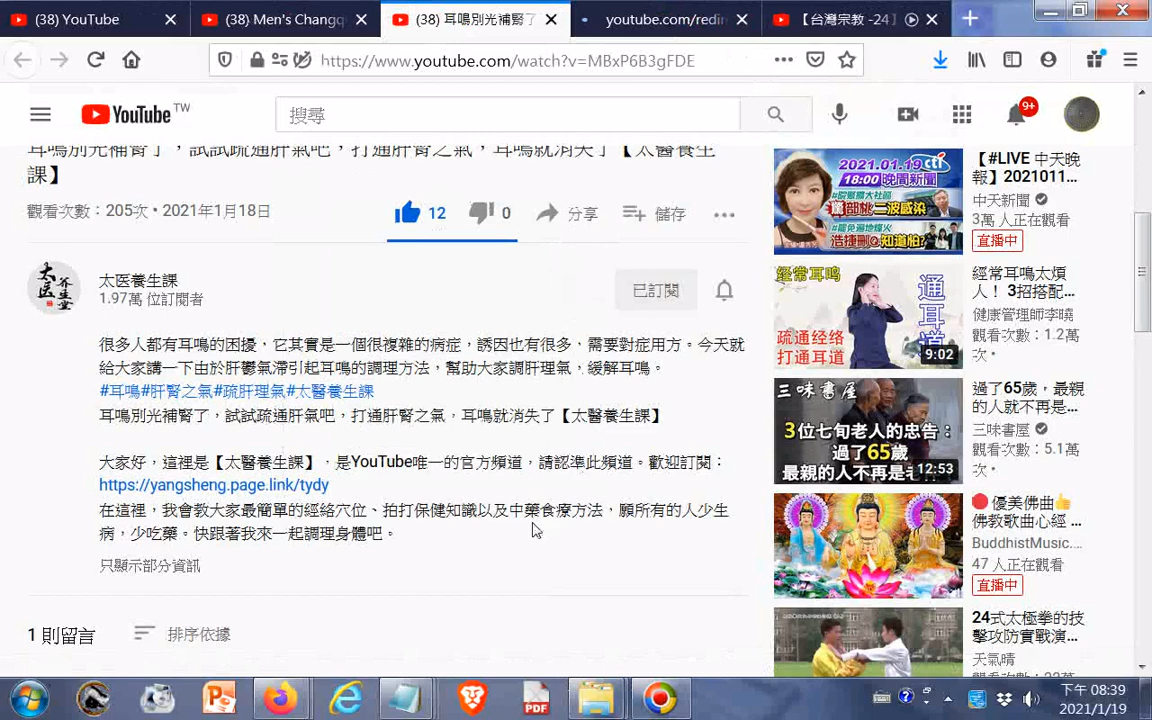 (38) YouTube
(38) Men's Changq
(38) 耳鳴別光補腎了
youtube.com/redir
【台灣宗教 -24】
https://www.youtube.com/watch?v=MBxP6B3gFDE
YouTube TW
搜尋
9+
耳鳴別光補腎了，試試疏通肝氣吧，打通肝腎之氣，耳鳴就消失了【太醫養生
課】
觀看次數：205次・2021年1月18日
12
0
分享
儲存
太医養生課
1.97萬 位訂閱者
已訂閱
很多人都有耳鳴的困擾，它其實是一個很複雜的病症，誘因也有很多，需要對症用方。今天就
給大家講一下由於肝鬱氣滯引起耳鳴的調理方法，幫助大家調肝理氣，緩解耳鳴。
#耳鳴#肝腎之氣#疏肝理氣#太醫養生課
耳鳴別光補腎了，試試疏通肝氣吧，打通肝腎之氣，耳鳴就消失了【太醫養生課】
大家好，這裡是【太醫養生課】，是YouTube唯一的官方頻道，請認準此頻道。歡迎訂閱：
https://yangsheng.page.link/tydy
在這裡，我會教大家最簡單的經絡穴位、拍打保健知識以及中藥食療方法，願所有的人少生
病，少吃藥。快跟著我來一起調理身體吧。
只顯示部分資訊
1 則留言
排序依據
2021.01.19 cti
18:00 晚間新聞
【#LIVE 中天晚
報】2021011...
中天新聞
3萬 人正在觀看
直播中
經常耳鳴
通耳道
疏通经络
打通耳道
9:02
經常耳鳴太煩
人！ 3招搭配...
健康管理師李曉
觀看次數：1.2萬
次・
三味書屋
3位七旬老人的忠告：
過了65歲
最親的人不再是
12:53
過了65歲，最親
的人就不再是...
三味書屋
觀看次數：5.1萬
次・
優美佛曲
佛教歌曲心經 ...
BuddhistMusic....
47 人正在觀看
直播中
24式太極拳的技
擊攻防實戰演...
天氣晴
PDF
下午 08:39
2021/1/19